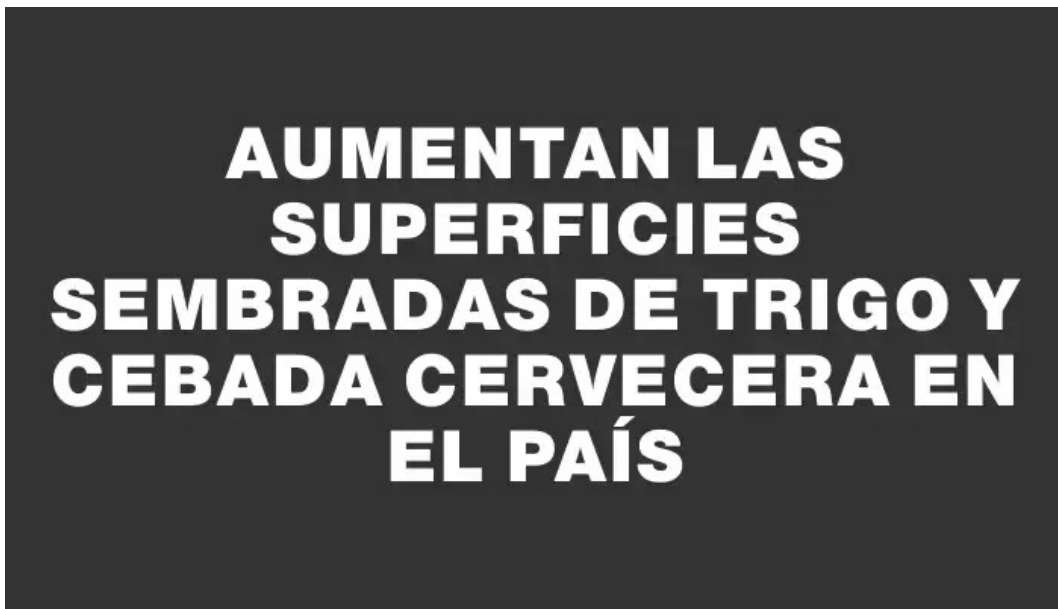 AUMENTAN LAS
SUPERFICIES
SEMBRADAS DE TRIGO Y
CEBADA CERVECERA EN
EL PAÍS